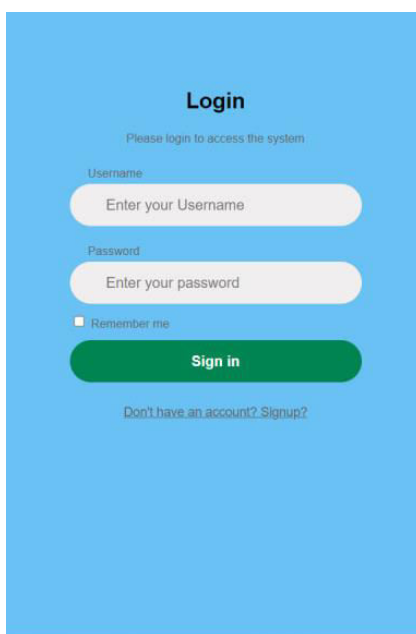 Login
Please login to access the system
Username
Enter your Username
Password
Enter your password
Remember me
Sign in
Don't have an account? Signup?